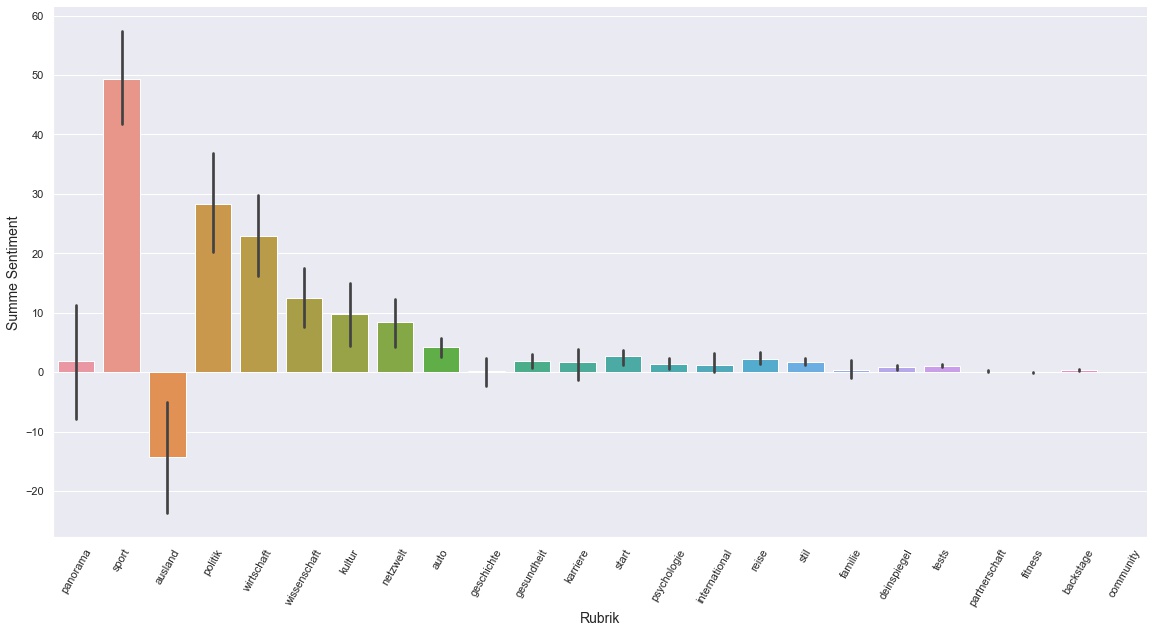 Summe Sentiment
60
50
40
30
20
10
0
−10
−20
panorama
sport
ausland
politik
wirtschaft
wissenschaft
kultur
netzwelt
auto
geschichte
gesundheit
karriere
start
psychologie
international
reise
stil
familie
deinspiegel
tests
partnerschaft
fitness
backstage
community
Rubrik